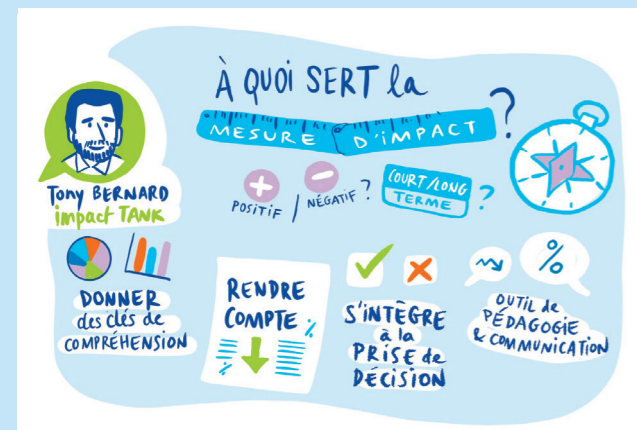 À QUOI SERT la
MESURE D'iMPACT ?
Tony BERNARD
impact TANK
+ −
POSITIF / NÉGATIF ?
COURT/LONG
TERME ?
DONNER
des clés de
COMPRÉHENSION
RENDRE
COMPTE
%
S'INTÈGRE
à la
PRISE de
DÉCISION
%
OUTIL de
PÉDAGOGIE
& COMMUNICATION